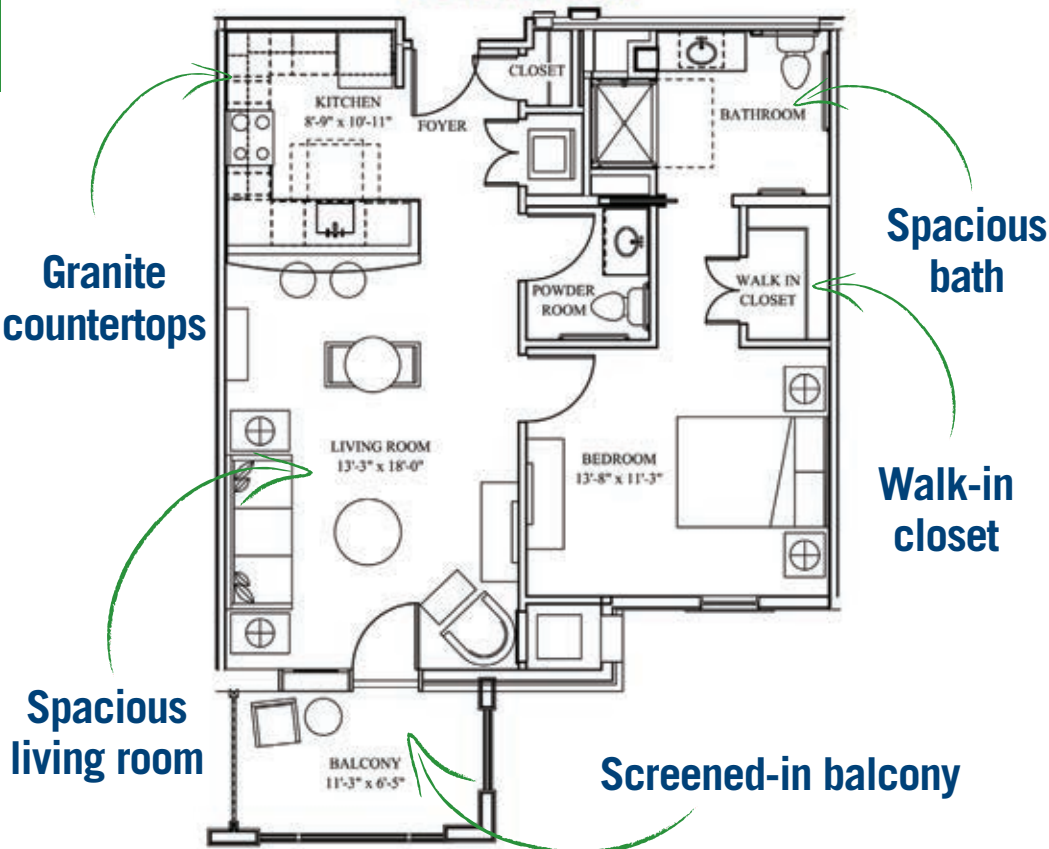 CLOSET
KITCHEN
8'-9" x 10'-11"
FOYER
BATHROOM
Granite
countertops
Spacious
bath
WALK IN
CLOSET
POWDER
ROOM
LIVING ROOM
13'-3" x 18'-0"
BEDROOM
13'-8" x 11'-3"
Walk-in
closet
Spacious
living room
BALCONY
11'-3" x 6'-5"
Screened-in balcony